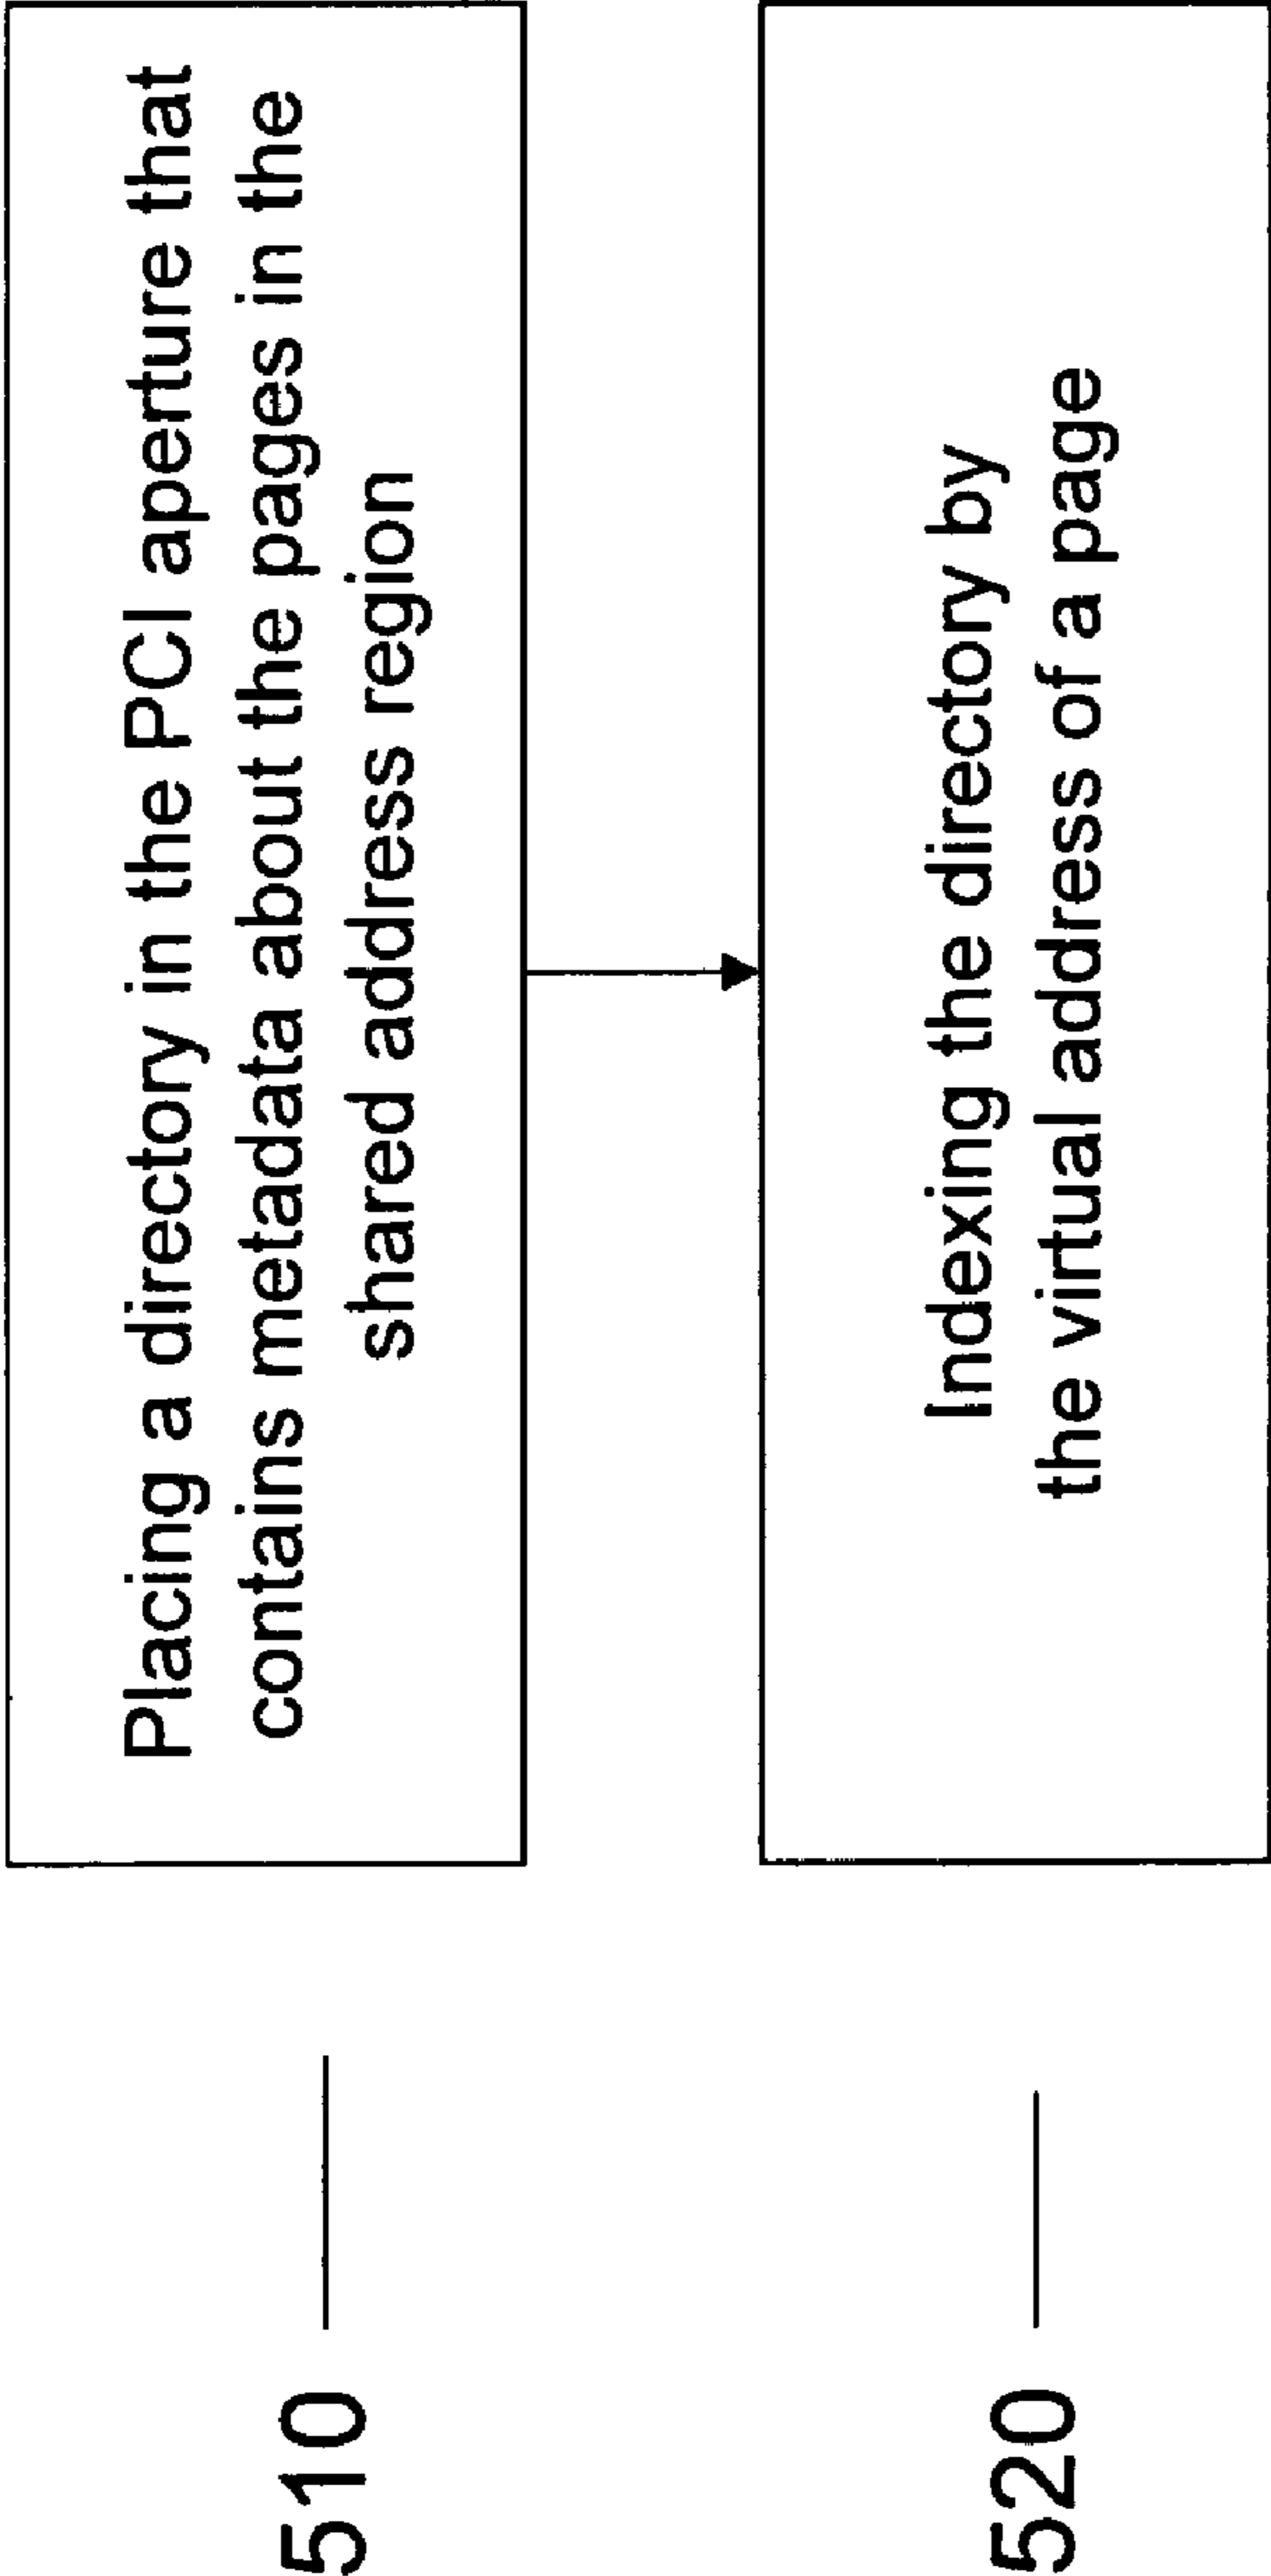 510
Placing a directory in the PCI aperture that
contains metadata about the pages in the
shared address region
520
Indexing the directory by
the virtual address of a page